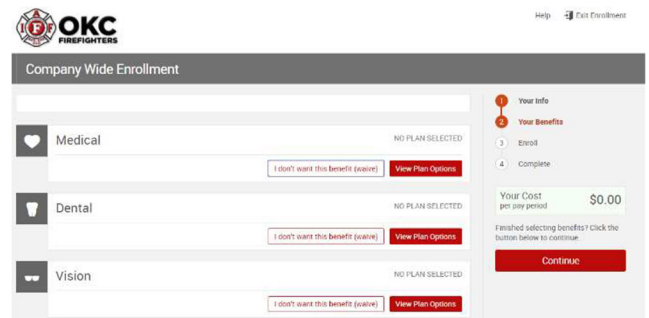 IAFF
OKC
FIREFIGHTERS
Help
Exit Enrollment
Company Wide Enrollment
Medical
NO PLAN SELECTED
I don't want this benefit (waive)
View Plan Options
Dental
NO PLAN SELECTED
I don't want this benefit (waive)
View Plan Options
Vision
NO PLAN SELECTED
I don't want this benefit (waive)
View Plan Options
1 Your Info
2 Your Benefits
3 Enroll
4 Complete
Your Cost
per pay period
$0.00
Finished selecting benefits? Click the
button below to continue
Continue